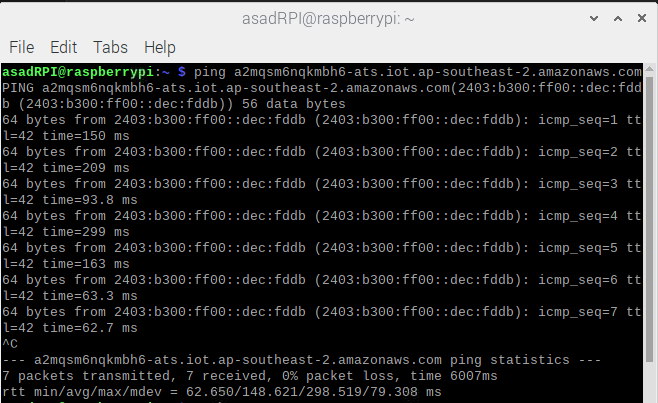 asadRPI@raspberrypi: ~
File Edit Tabs Help
asadRPI@raspberrypi:~ $ ping a2mqsm6nqkmbh6-ats.iot.ap-southeast-2.amazonaws.com
PING a2mqsm6nqkmbh6-ats.iot.ap-southeast-2.amazonaws.com(2403:b300:ff00::dec:fdd
b (2403:b300:ff00::dec:fddb)) 56 data bytes
64 bytes from 2403:b300:ff00::dec:fddb (2403:b300:ff00::dec:fddb): icmp_seq=1 tt
l=42 time=150 ms
64 bytes from 2403:b300:ff00::dec:fddb (2403:b300:ff00::dec:fddb): icmp_seq=2 tt
l=42 time=209 ms
64 bytes from 2403:b300:ff00::dec:fddb (2403:b300:ff00::dec:fddb): icmp_seq=3 tt
l=42 time=93.8 ms
64 bytes from 2403:b300:ff00::dec:fddb (2403:b300:ff00::dec:fddb): icmp_seq=4 tt
l=42 time=299 ms
64 bytes from 2403:b300:ff00::dec:fddb (2403:b300:ff00::dec:fddb): icmp_seq=5 tt
l=42 time=163 ms
64 bytes from 2403:b300:ff00::dec:fddb (2403:b300:ff00::dec:fddb): icmp_seq=6 tt
l=42 time=63.3 ms
64 bytes from 2403:b300:ff00::dec:fddb (2403:b300:ff00::dec:fddb): icmp_seq=7 tt
l=42 time=62.7 ms
^C
--- a2mqsm6nqkmbh6-ats.iot.ap-southeast-2.amazonaws.com ping statistics ---
7 packets transmitted, 7 received, 0% packet loss, time 6007ms
rtt min/avg/max/mdev = 62.650/148.621/298.519/79.308 ms